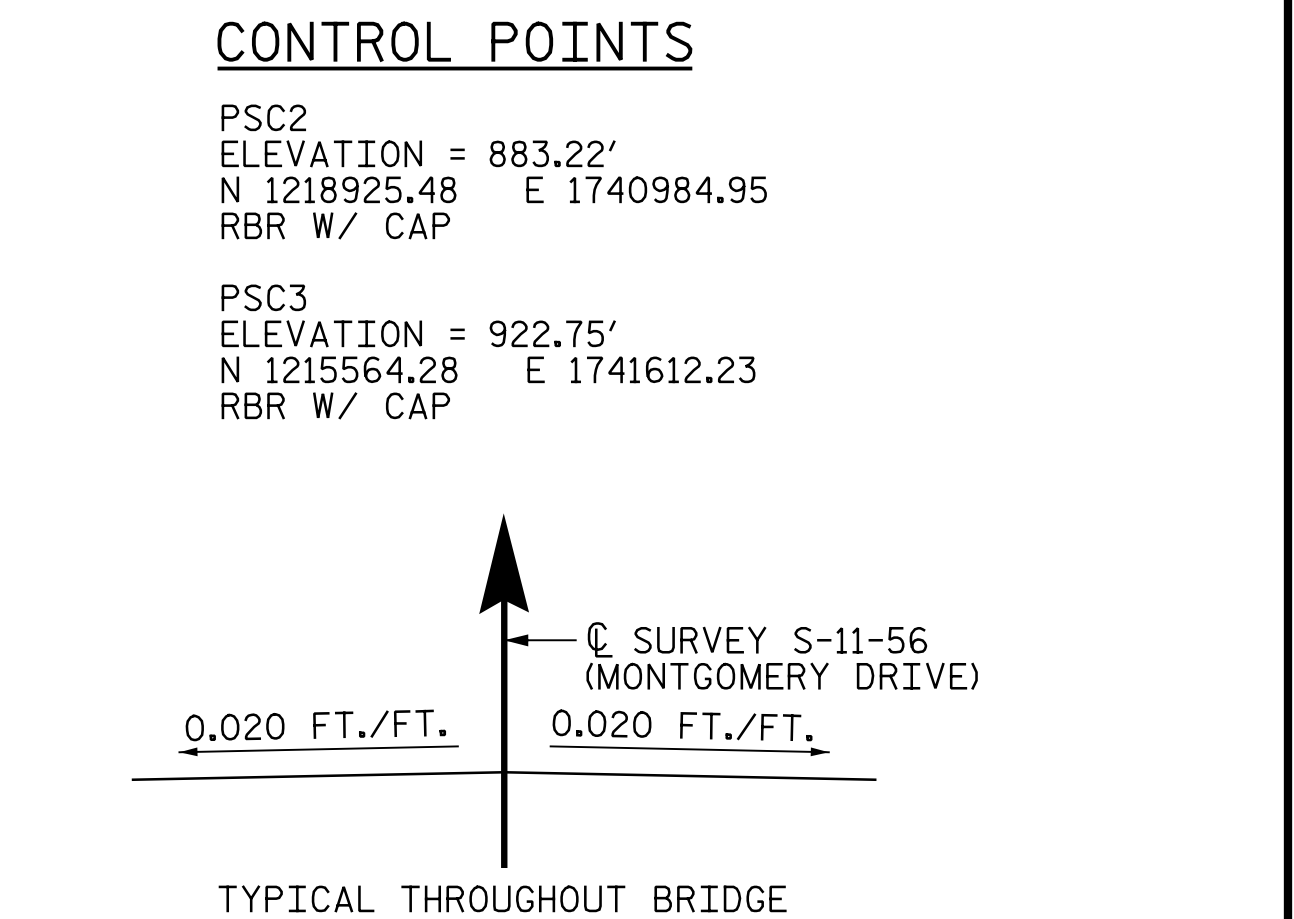 CONTROL POINTS
PSC2
ELEVATION = 883.22'
N 1218925.48 E 1740984.95
RBR W/ CAP
PSC3
ELEVATION = 922.75'
N 1215564.28 E 1741612.23
RBR W/ CAP
℄ SURVEY S-11-56
(MONTGOMERY DRIVE)
0.020 FT./FT.
0.020 FT./FT.
TYPICAL THROUGHOUT BRIDGE